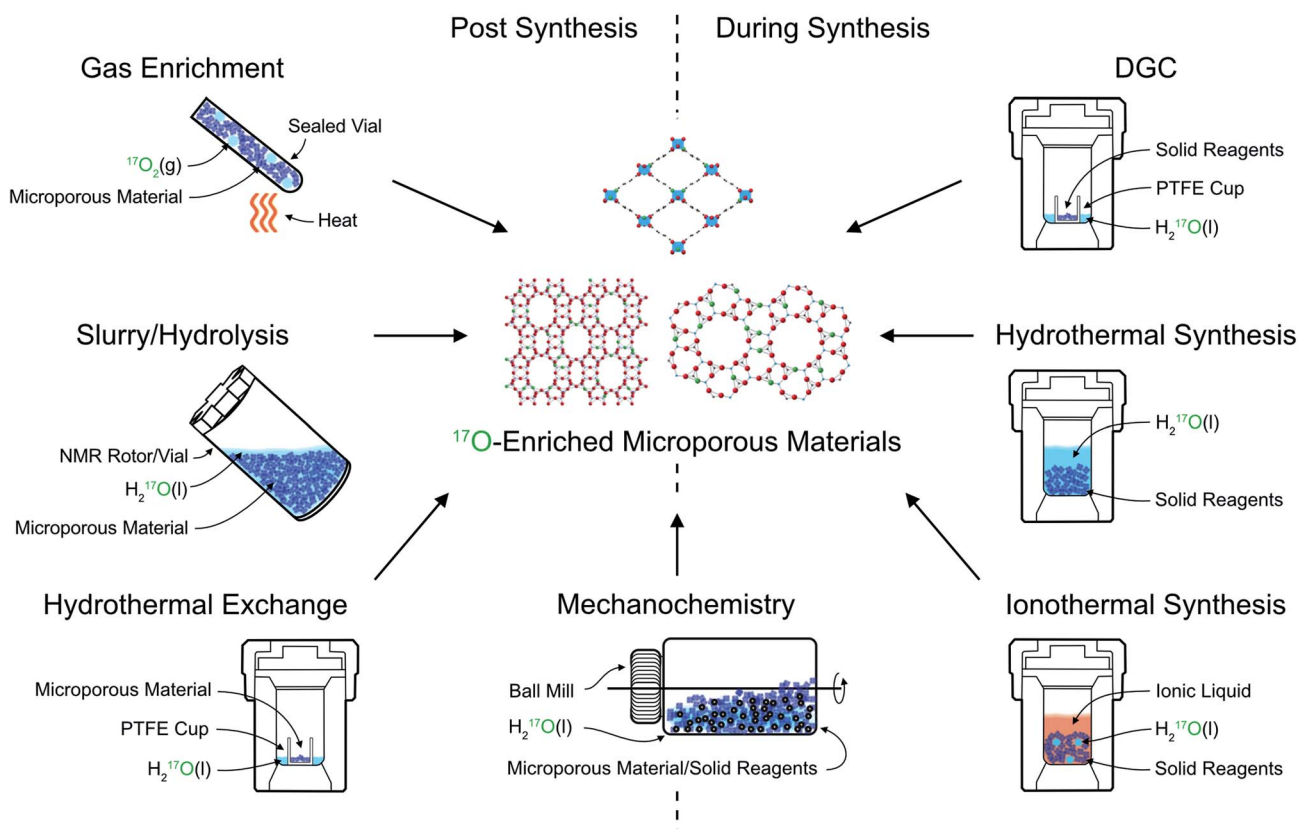 Post Synthesis
During Synthesis
Gas Enrichment
Sealed Vial
¹⁷O₂(g)
Microporous Material
Heat
DGC
Solid Reagents
PTFE Cup
H₂¹⁷O(l)
Slurry/Hydrolysis
NMR Rotor/Vial
H₂¹⁷O(l)
Microporous Material
¹⁷O-Enriched Microporous Materials
Hydrothermal Synthesis
H₂¹⁷O(l)
Solid Reagents
Hydrothermal Exchange
Microporous Material
PTFE Cup
H₂¹⁷O(l)
Mechanochemistry
Ball Mill
H₂¹⁷O(l)
Microporous Material/Solid Reagents
Ionothermal Synthesis
Ionic Liquid
H₂¹⁷O(l)
Solid Reagents